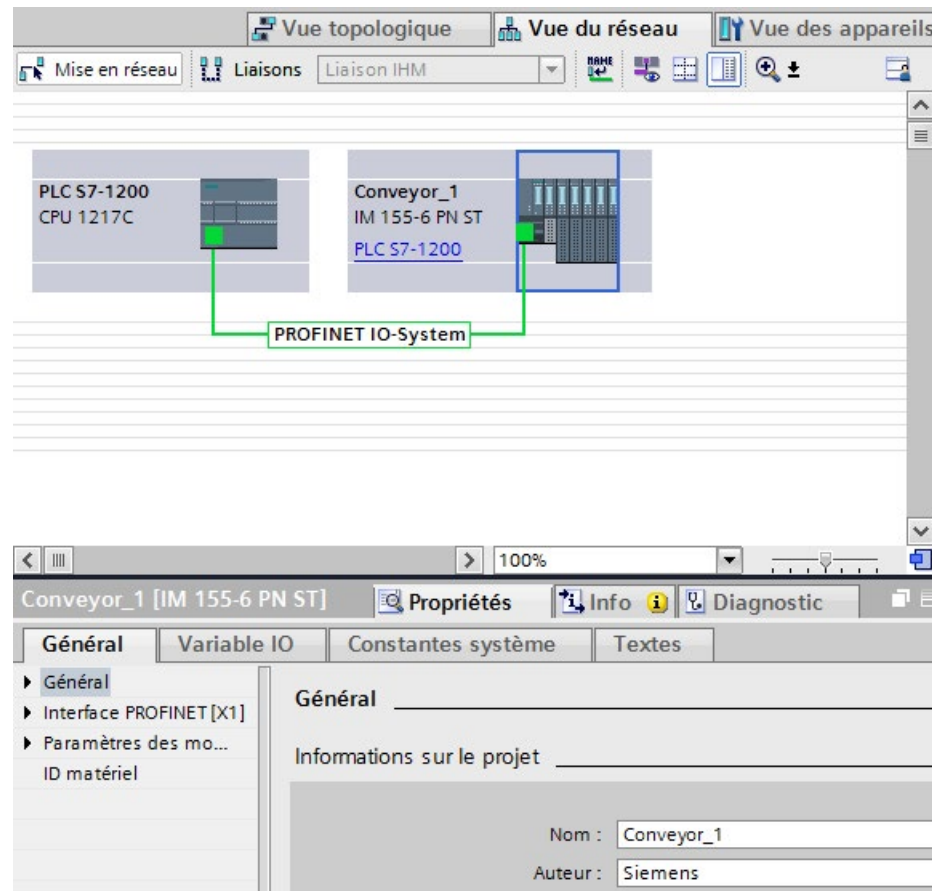 Vue topologique Vue du réseau Vue des appareils
Mise en réseau Liaisons Liaison IHM NAME
PLC S7-1200
CPU 1217C
Conveyor_1
IM 155-6 PN ST
PLC S7-1200
PROFINET IO-System
100%
Conveyor_1 [IM 155-6 PN ST] Propriétés Info Diagnostic
Général Variable IO Constantes système Textes
Général
Interface PROFINET [X1]
Paramètres des mo...
ID matériel
Général
Informations sur le projet
Nom : Conveyor_1
Auteur : Siemens